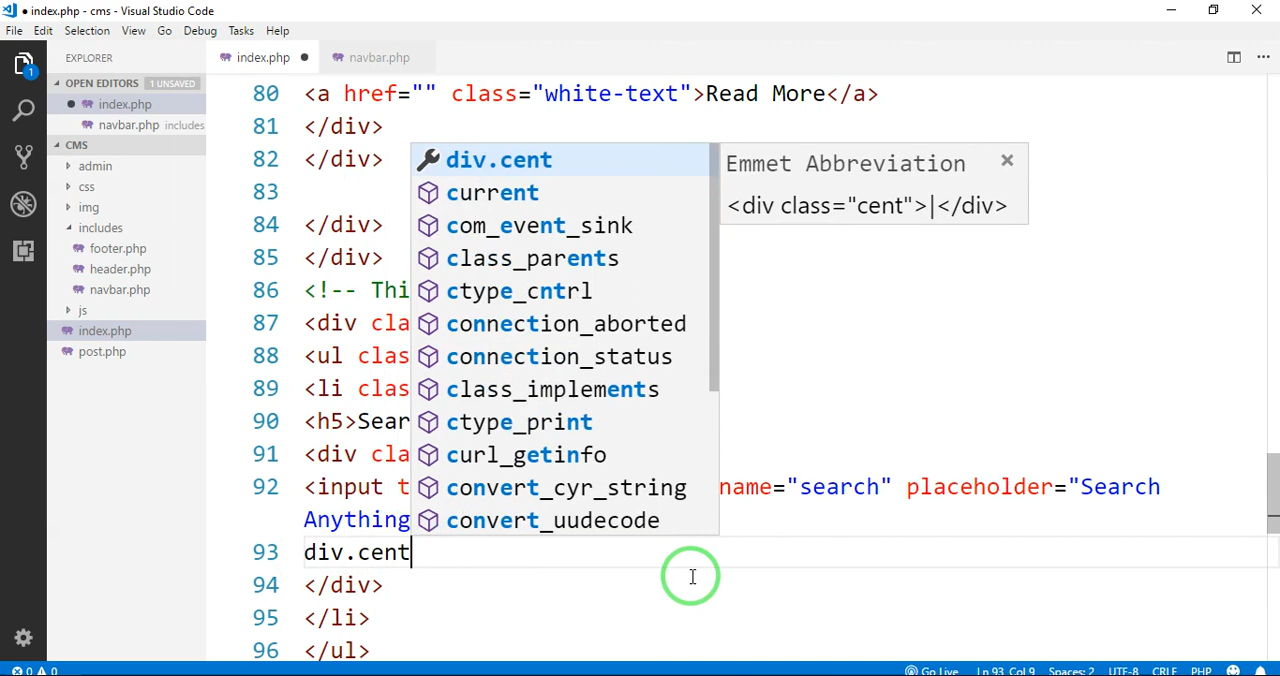 ● index.php - cms - Visual Studio Code
File Edit Selection View Go Debug Tasks Help
EXPLORER
index.php
navbar.php
OPEN EDITORS 1 UNSAVED
index.php
navbar.php includes
CMS
admin
css
img
includes
footer.php
header.php
navbar.php
js
index.php
post.php
1
80 <a href="" class="white-text">Read More</a>
81 </div>
82 </div>
83
84 </div>
85 </div>
86 <!-- Thi
87 <div cla
88 <ul clas
89 <li clas
90 <h5>Sear
91 <div cla
92 <input t name="search" placeholder="Search
Anything
93 div.cent
94 </div>
95 </li>
96 </ul>
div.cent
current
com_event_sink
class_parents
ctype_cntrl
connection_aborted
connection_status
class_implements
ctype_print
curl_getinfo
convert_cyr_string
convert_uudecode
Emmet Abbreviation
<div class="cent">|</div>
0 0
Go Live Ln 93, Col 9 Spaces: 2 UTF-8 CRLF PHP